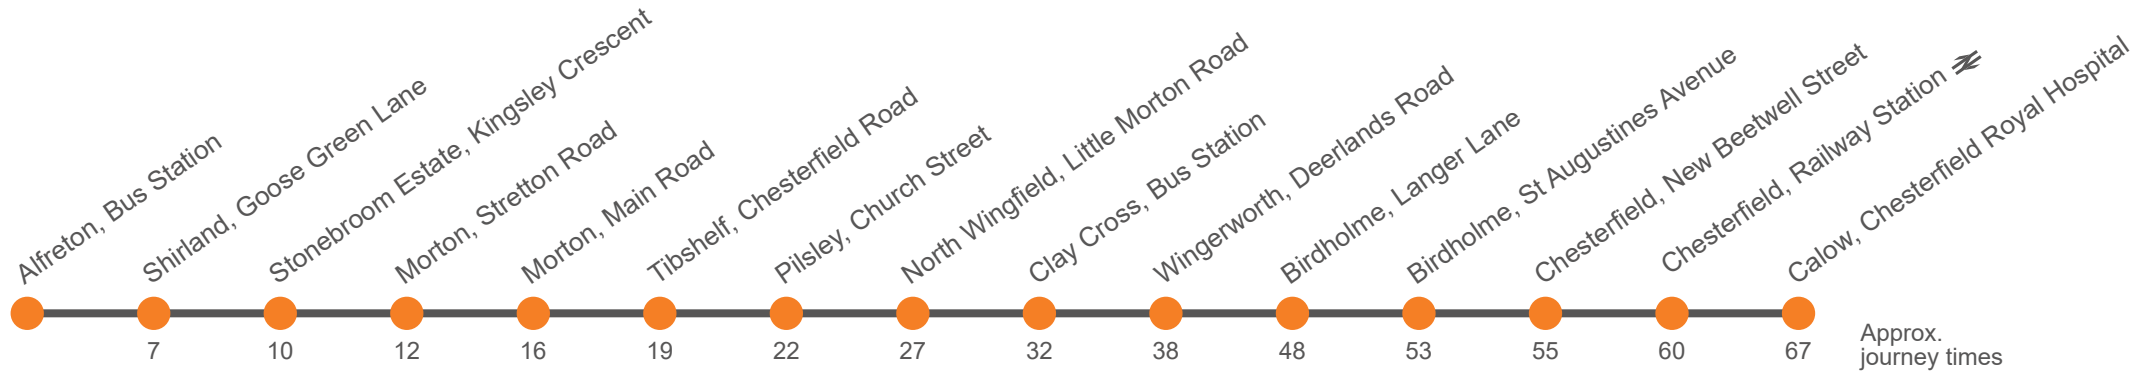 Alfreton, Bus Station
Shirland, Goose Green Lane
Stonebroom Estate, Kingsley Crescent
Morton, Stretton Road
Morton, Main Road
Tibshelf, Chesterfield Road
Pilsley, Church Street
North Wingfield, Little Morton Road
Clay Cross, Bus Station
Wingerworth, Deerlands Road
Birdholme, Langer Lane
Birdholme, St Augustines Avenue
Chesterfield, New Beetwell Street
Chesterfield, Railway Station
Calow, Chesterfield Royal Hospital
7 10 12 16 19 22 27 32 38 48 53 55 60 67
Approx.
journey times